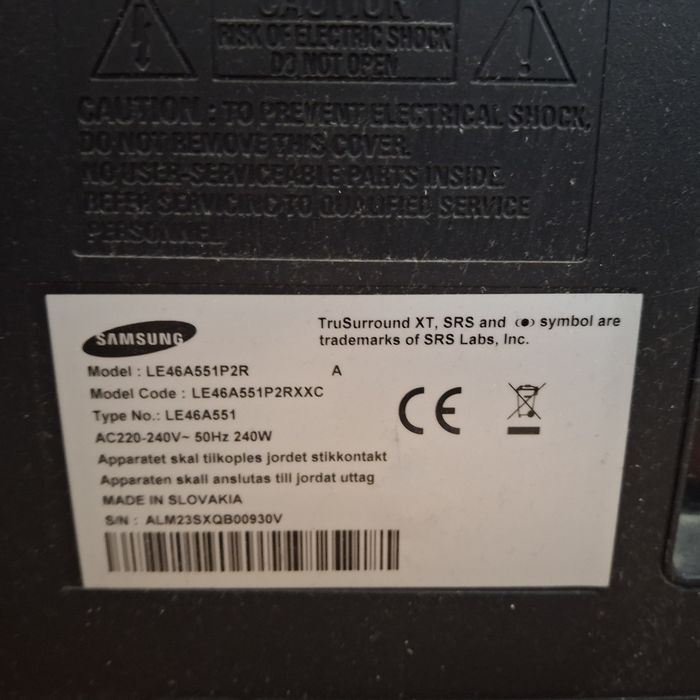 CAUTION
RISK OF ELECTRIC SHOCK
DO NOT OPEN
CAUTION : TO PREVENT ELECTRICAL SHOCK,
DO NOT REMOVE THIS COVER.
NO USER-SERVICEABLE PARTS INSIDE.
REFER SERVICING TO QUALIFIED SERVICE
PERSONNEL.
SAMSUNG
TruSurround XT, SRS and (●) symbol are
trademarks of SRS Labs, Inc.
Model : LE46A551P2R A
Model Code : LE46A551P2RXXC
Type No.: LE46A551
AC220-240V~ 50Hz 240W
Apparatet skal tilkoples jordet stikkontakt
Apparaten skall anslutas till jordat uttag
MADE IN SLOVAKIA
S/N : ALM23SXQB00930V
CE